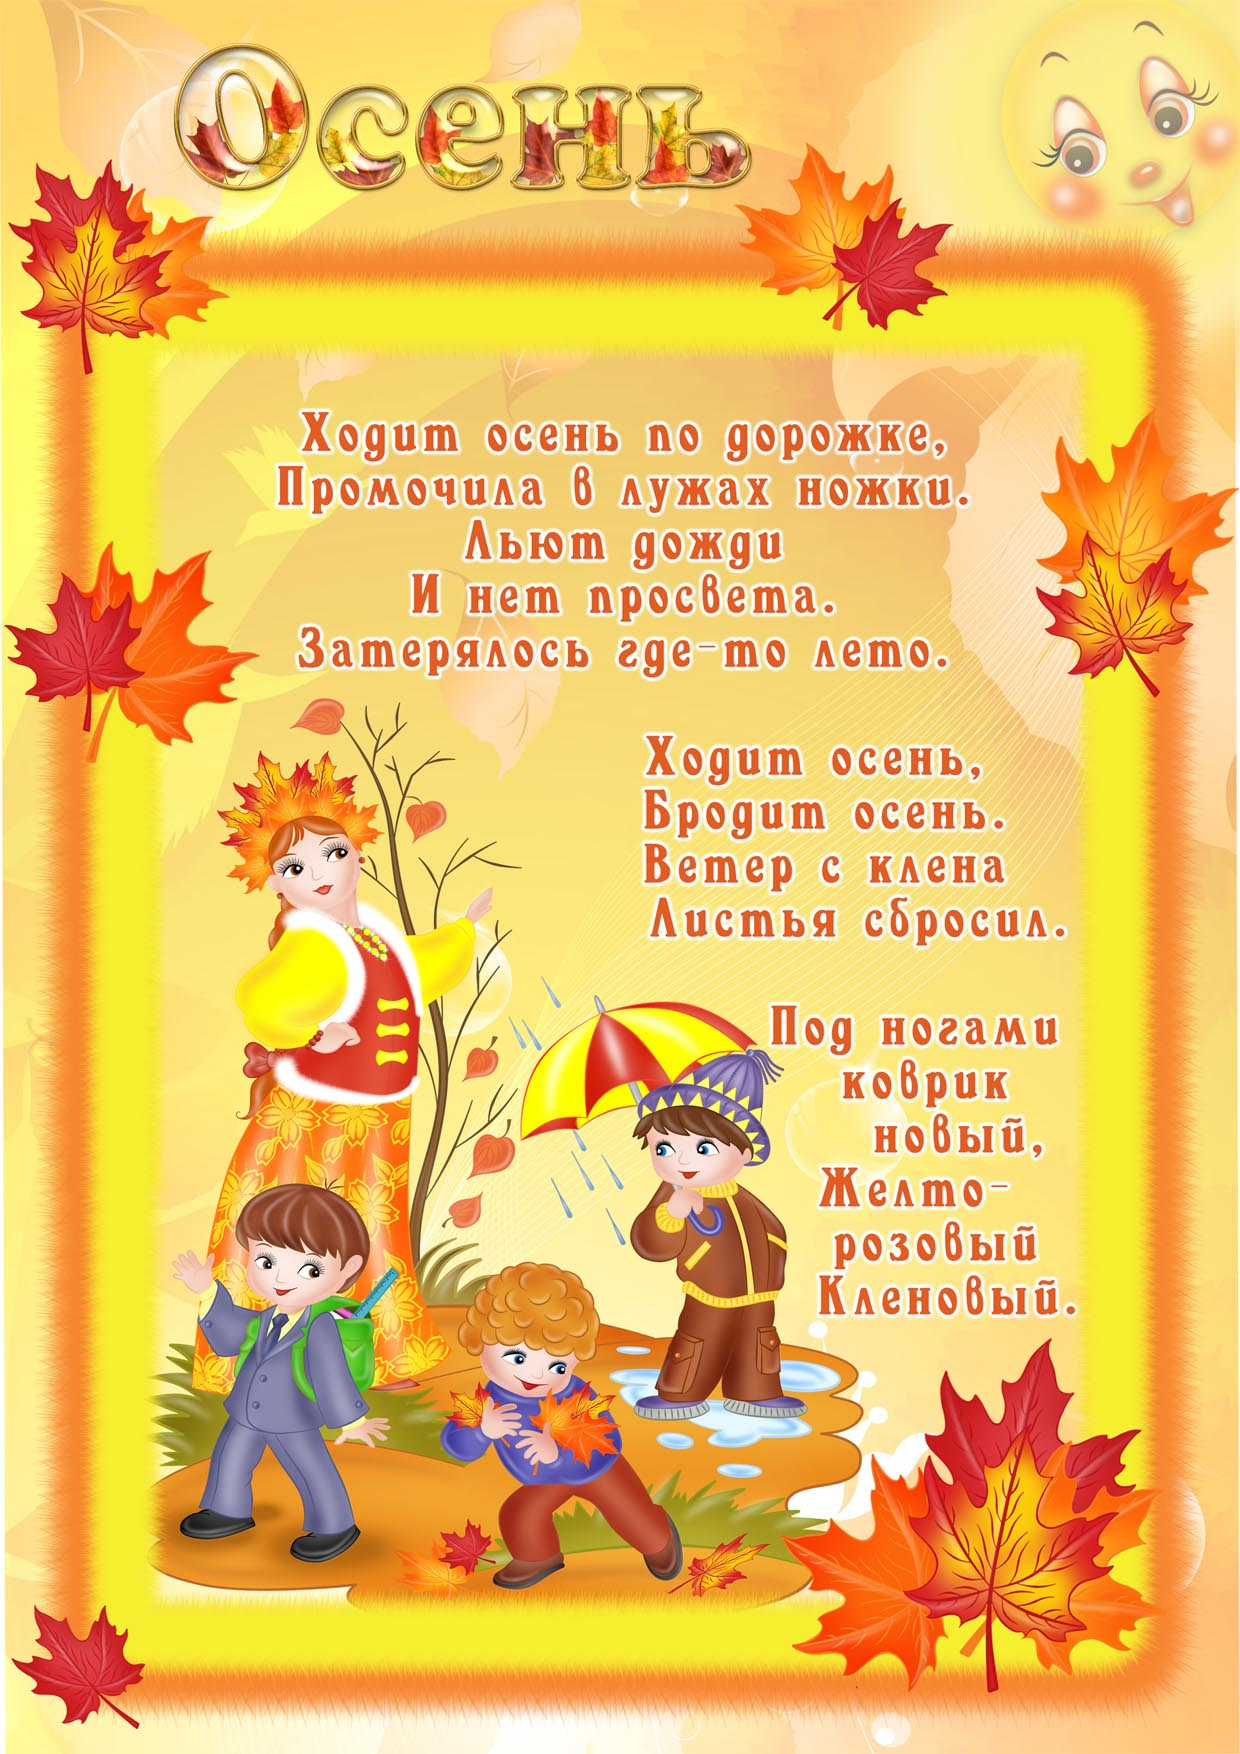 Осень
Ходит осень по дорожке,
Промочила в лужах ножки.
Льют дожди
И нет просвета.
Затерялось где-то лето.
Ходит осень,
Бродит осень.
Ветер с клена
Листья сбросил.
Под ногами
коврик
новый,
Желто-
розовый
Кленовый.